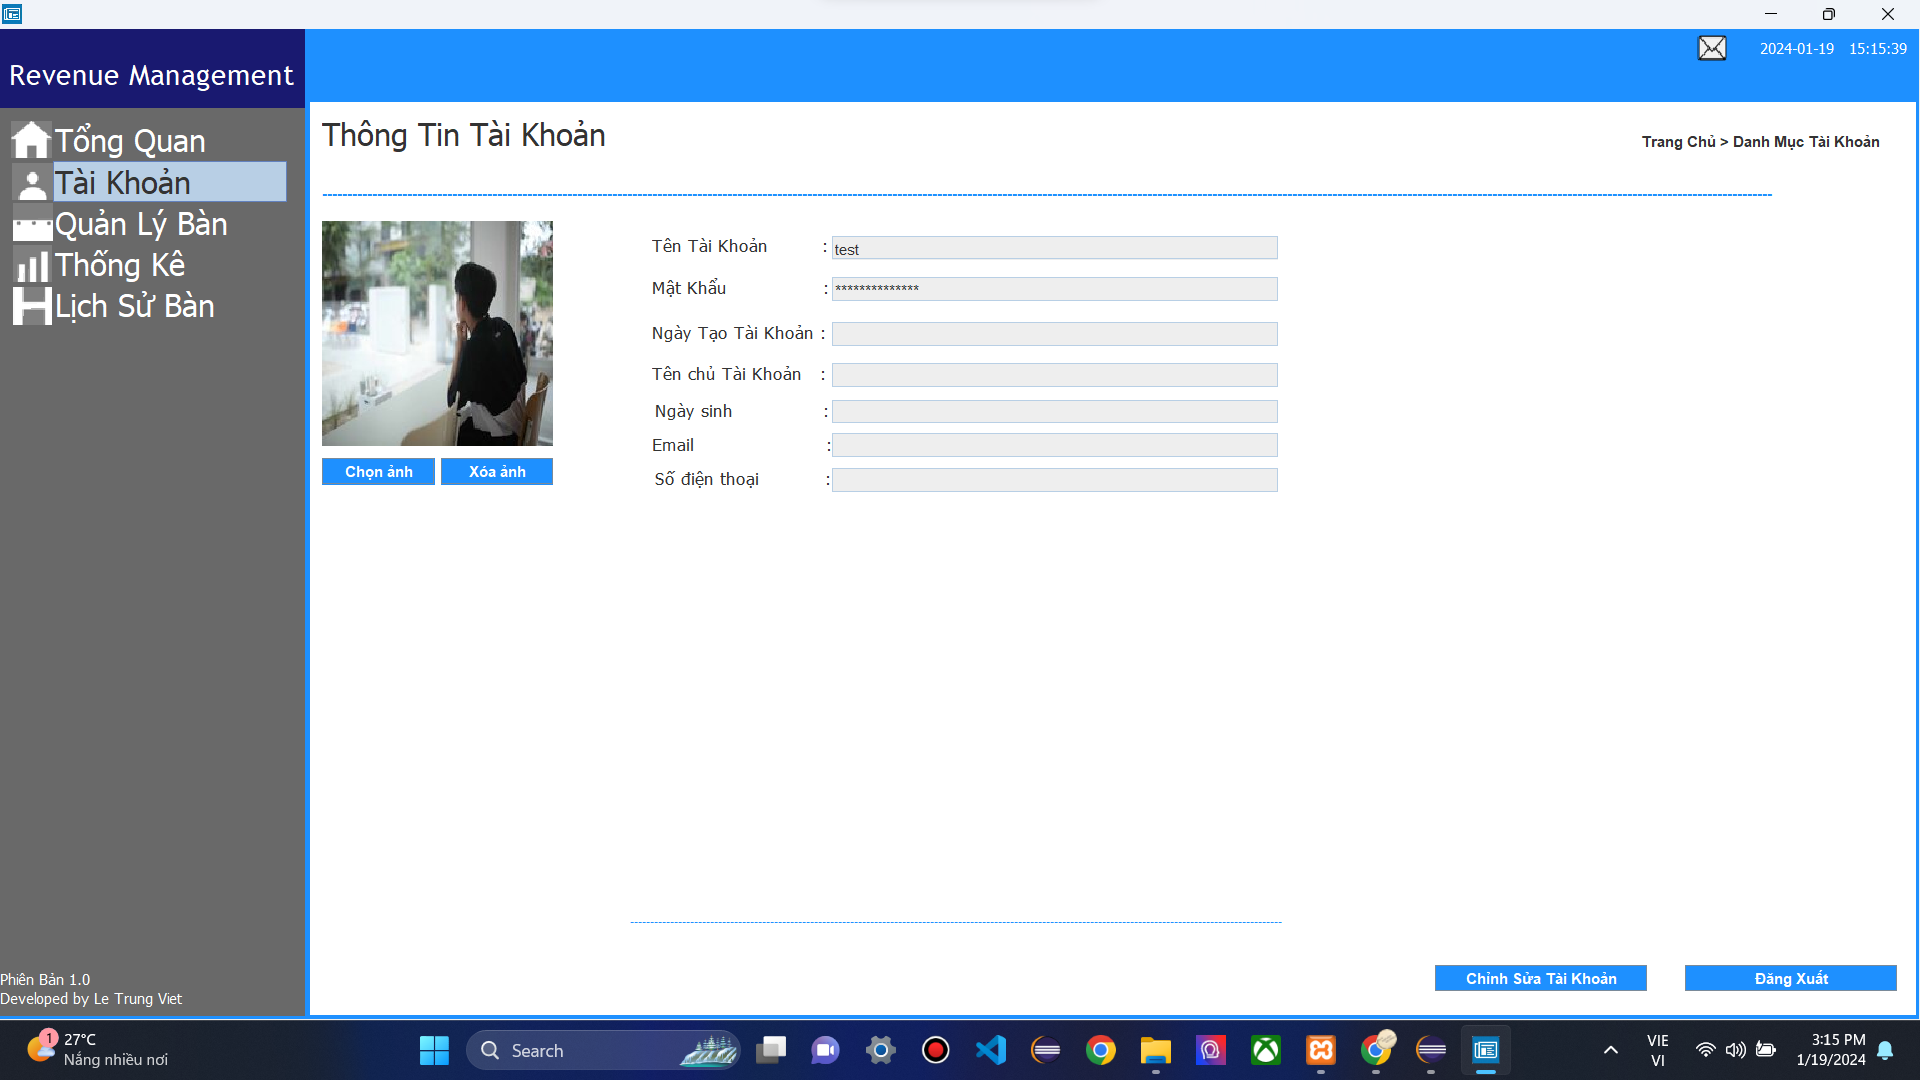 2024-01-19 15:15:39
Revenue Management
Tổng Quan
Tài Khoản
Quản Lý Bàn
Thống Kê
Lịch Sử Bàn
Thông Tin Tài Khoản
Trang Chủ > Danh Mục Tài Khoản
Tên Tài Khoản : test
Mật Khẩu : **************
Ngày Tạo Tài Khoản :
Tên chủ Tài Khoản :
Ngày sinh :
Email :
Số điện thoại :
Chọn ảnh
Xóa ảnh
Chỉnh Sửa Tài Khoản
Đăng Xuất
Phiên Bản 1.0
Developed by Le Trung Viet
1
27°C
Nắng nhiều nơi
Search
VIE
VI
3:15 PM
1/19/2024